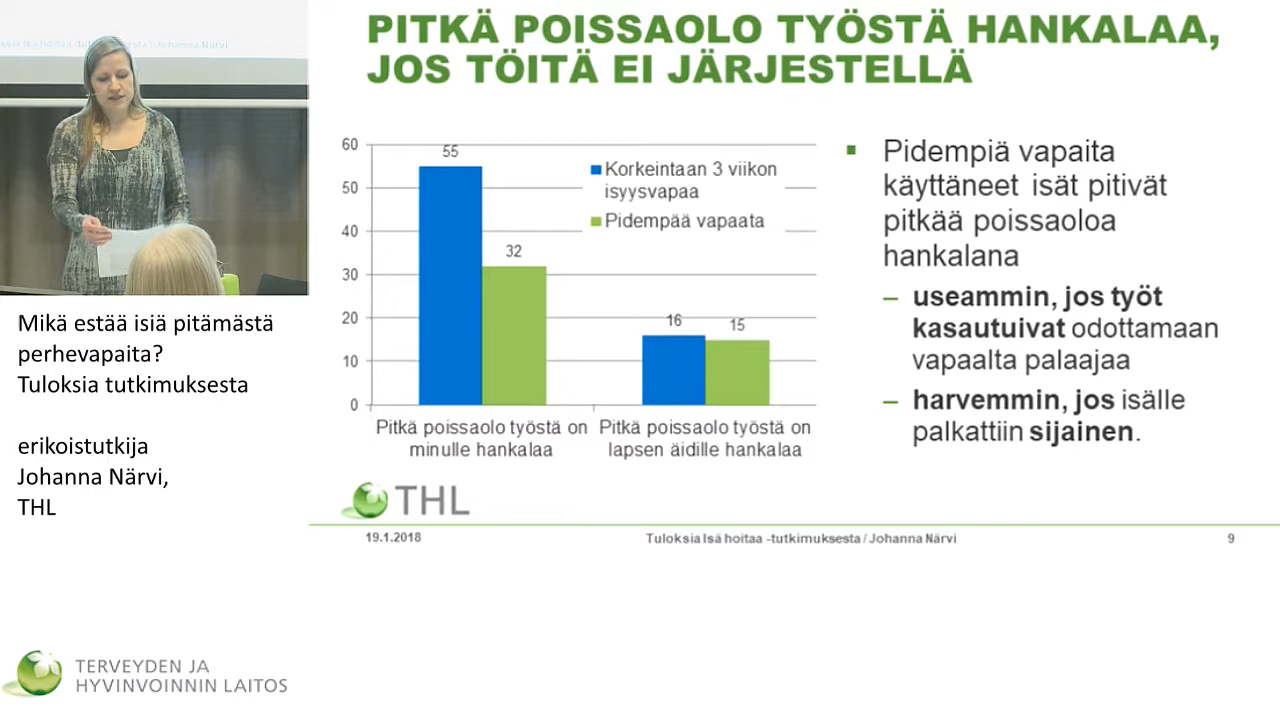 PITKÄ POISSAOLO TYÖSTÄ HANKALAA,
JOS TÖITÄ EI JÄRJESTELLÄ
60
50
40
30
20
10
0
55
32
16
15
Korkeintaan 3 viikon
isyysvapaa
Pidempää vapaata
Pitkä poissaolo työstä on
minulle hankalaa
Pitkä poissaolo työstä on
lapsen äidille hankalaa
Pidempiä vapaita
käyttäneet isät pitivät
pitkää poissaoloa
hankalana
– useammin, jos työt
kasautuivat odottamaan
vapaalta palaajaa
– harvemmin, jos isälle
palkattiin sijainen.
THL
19.1.2018
Tuloksia Isä hoitaa -tutkimuksesta / Johanna Närvi
9
Mikä estää isiä pitämästä
perhevapaita?
Tuloksia tutkimuksesta
erikoistutkija
Johanna Närvi,
THL
TERVEYDEN JA
HYVINVOINNIN LAITOS